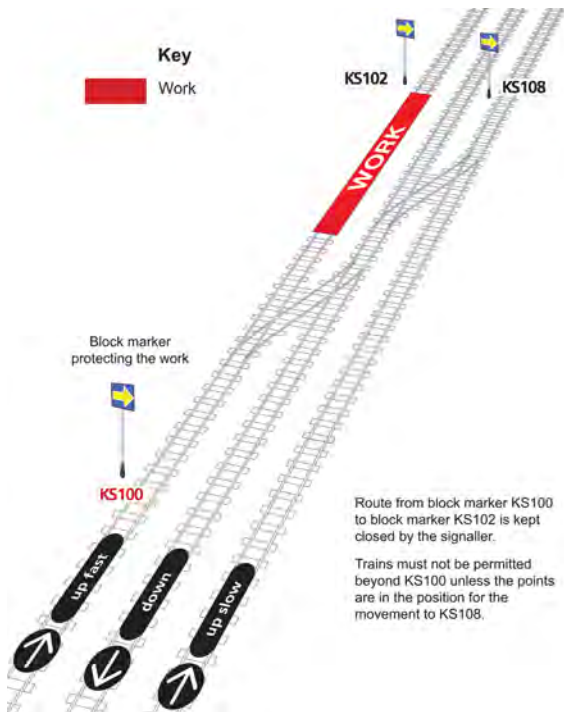 Key
Work
KS102
KS108
WORK
Block marker
protecting the work
KS100
Route from block marker KS100
to block marker KS102 is kept
closed by the signaller.
Trains must not be permitted
beyond KS100 unless the points
are in the position for the
movement to KS108.
up fast
down
up slow